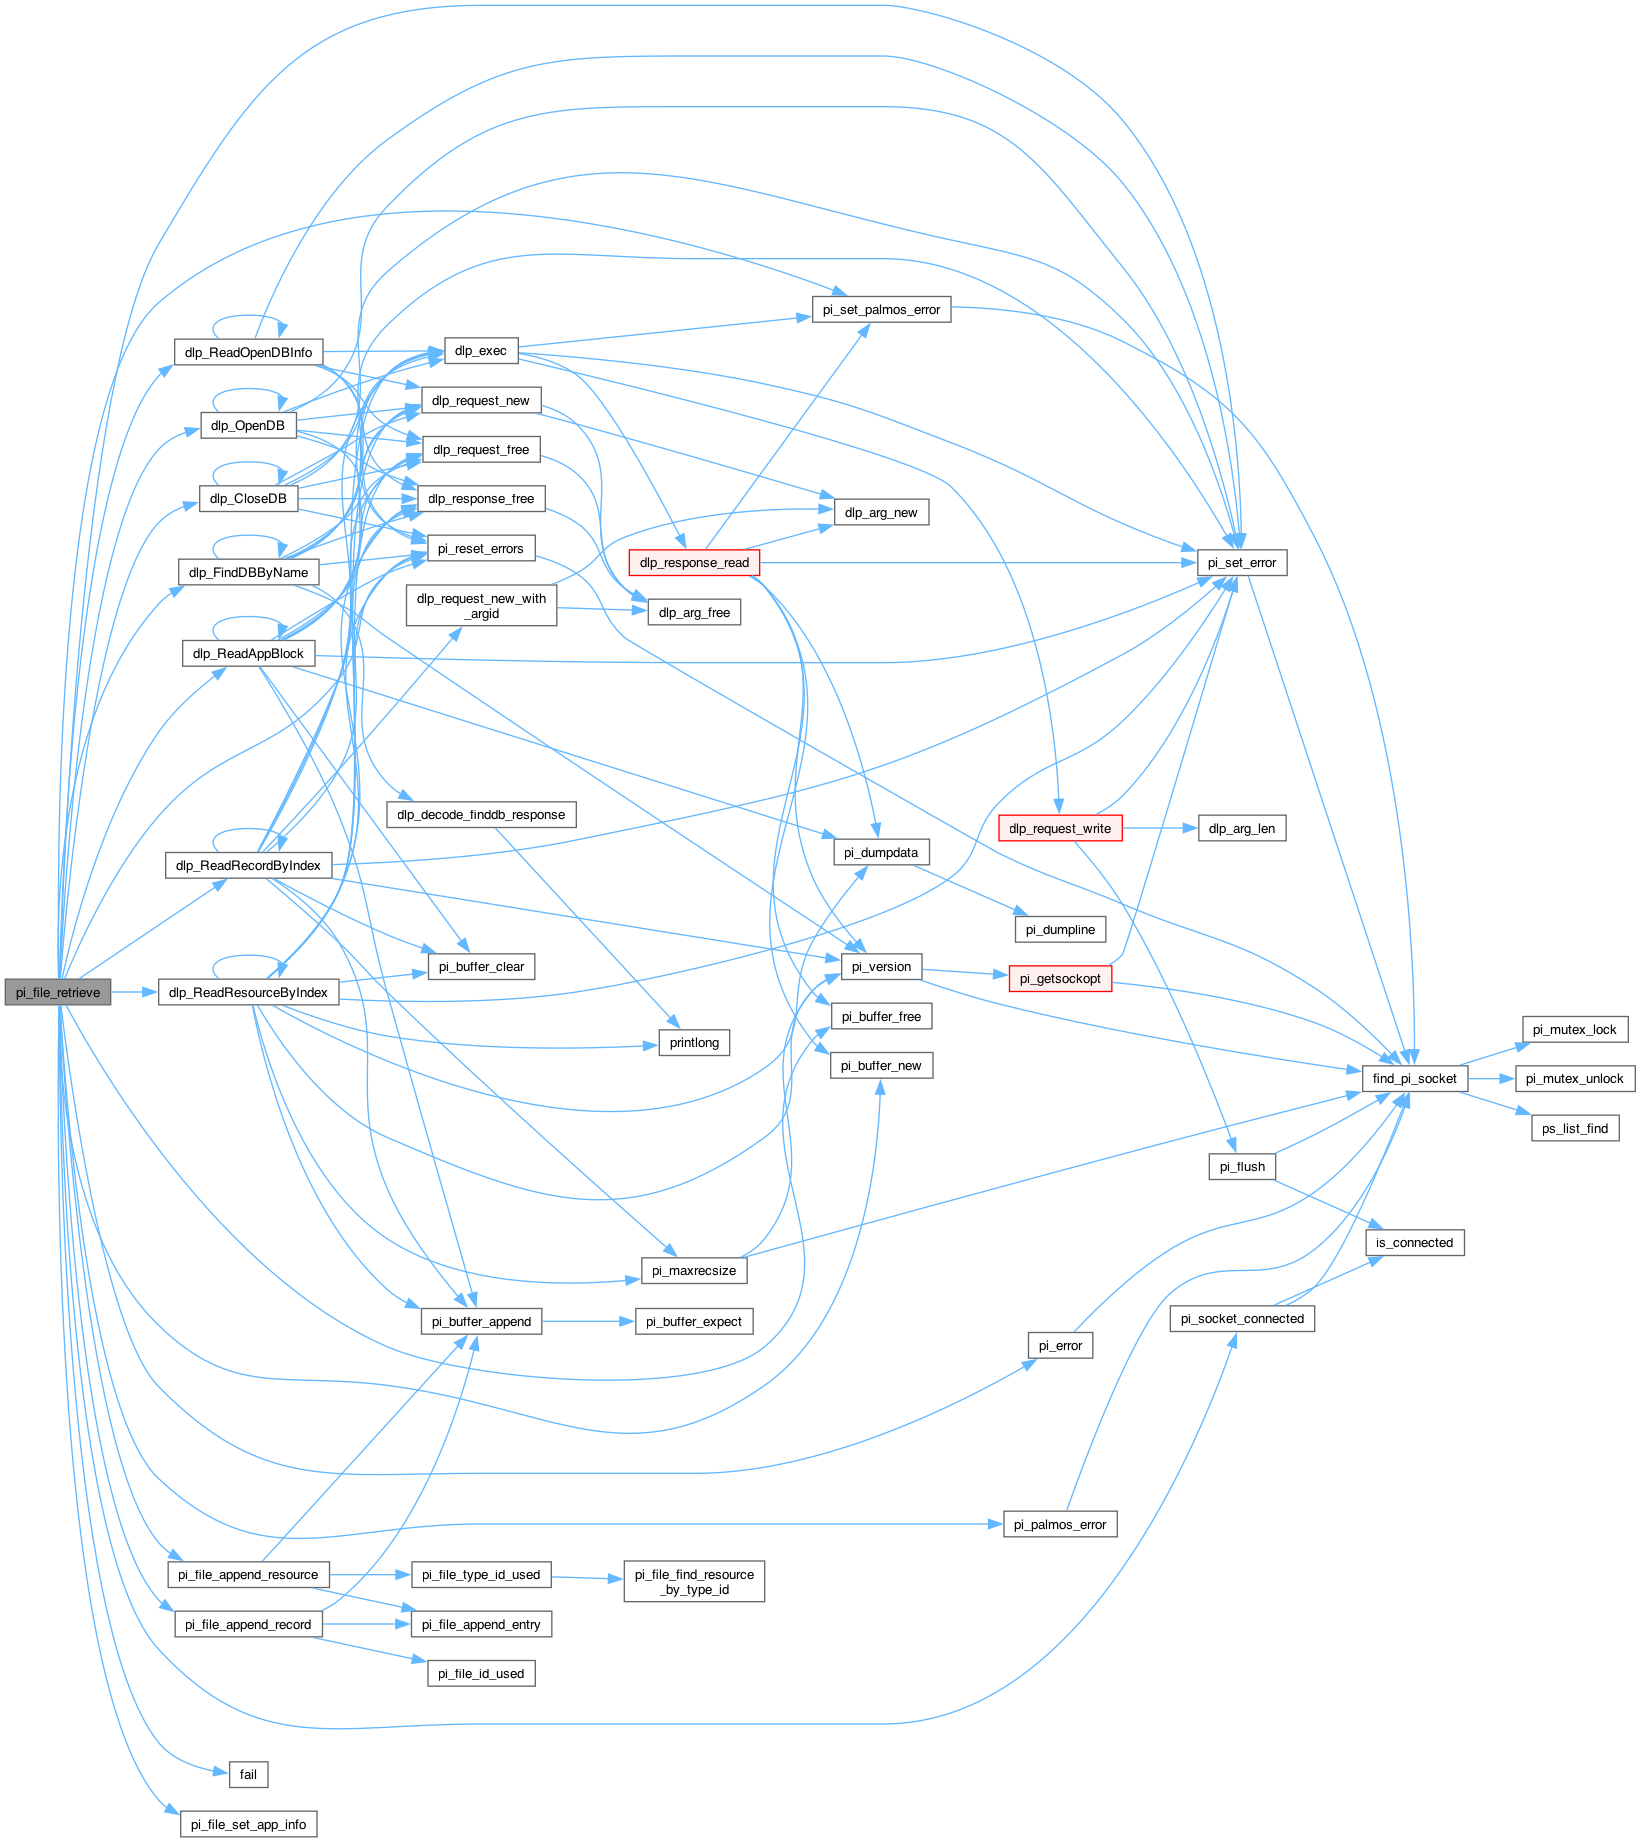 pi_file_retrieve
dlp_ReadOpenDBInfo
dlp_OpenDB
dlp_CloseDB
dlp_FindDBByName
dlp_ReadAppBlock
dlp_ReadRecordByIndex
dlp_ReadResourceByIndex
pi_file_append_resource
pi_file_append_record
fail
pi_file_set_app_info
dlp_exec
dlp_request_new
dlp_request_free
dlp_response_free
pi_reset_errors
dlp_request_new_with
_argid
dlp_decode_finddb_response
pi_buffer_clear
pi_buffer_append
pi_file_type_id_used
pi_file_append_entry
pi_file_id_used
dlp_response_read
dlp_arg_free
printlong
pi_maxrecsize
pi_buffer_expect
pi_file_find_resource
_by_type_id
pi_set_palmos_error
dlp_arg_new
pi_dumpdata
pi_version
pi_buffer_free
pi_buffer_new
dlp_request_write
pi_dumpline
pi_getsockopt
pi_error
pi_palmos_error
pi_set_error
dlp_arg_len
pi_flush
pi_socket_connected
find_pi_socket
is_connected
pi_mutex_lock
pi_mutex_unlock
ps_list_find